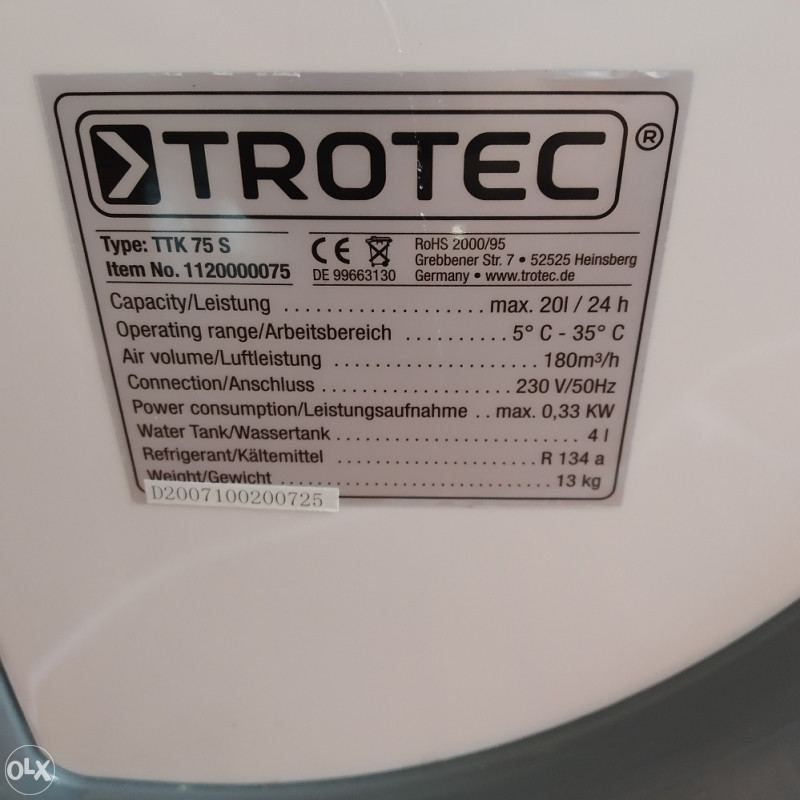 TROTEC ®
Type: TTK 75 S
Item No. 1120000075
CE
DE 99663130
RoHS 2000/95
Grebbener Str. 7 • 52525 Heinsberg
Germany • www.trotec.de
Capacity/Leistung ................... max. 20l / 24 h
Operating range/Arbeitsbereich .......... 5° C - 35° C
Air volume/Luftleistung ................... 180m³/h
Connection/Anschluss .................. 230 V/50Hz
Power consumption/Leistungsaufnahme .. max. 0,33 KW
Water Tank/Wassertank ....................... 4 l
Refrigerant/Kältemittel .................. R 134 a
Weight/Gewicht ......................... 13 kg
D2007100200725
OLX